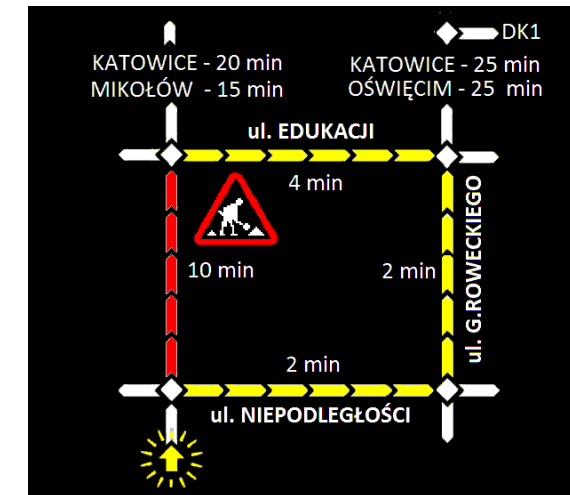 DK1
KATOWICE - 20 min
MIKOŁÓW - 15 min
KATOWICE - 25 min
OŚWIĘCIM - 25 min
ul. EDUKACJI
4 min
10 min
2 min
ul. G.ROWECKIEGO
2 min
ul. NIEPODLEGŁOŚCI